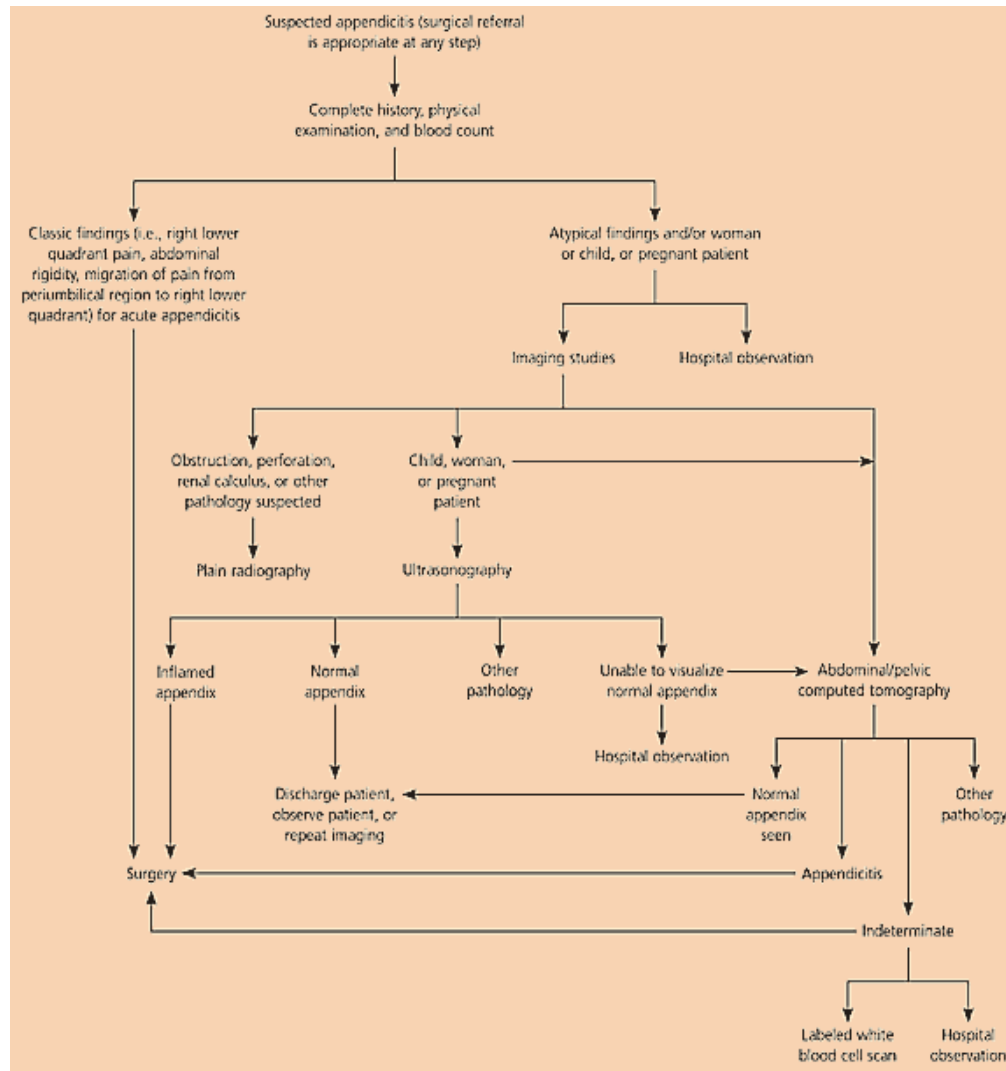 Suspected appendicitis (surgical referral
is appropriate at any step)
Complete history, physical
examination, and blood count
Classic findings (i.e., right lower
quadrant pain, abdominal
rigidity, migration of pain from
periumbilical region to right lower
quadrant) for acute appendicitis
Atypical findings and/or woman
or child, or pregnant patient
Imaging studies
Hospital observation
Obstruction, perforation,
renal calculus, or other
pathology suspected
Child, woman,
or pregnant
patient
Plain radiography
Ultrasonography
Inflamed
appendix
Normal
appendix
Other
pathology
Unable to visualize
normal appendix
Abdominal/pelvic
computed tomography
Hospital observation
Discharge patient,
observe patient, or
repeat imaging
Normal
appendix
seen
Other
pathology
Surgery
Appendicitis
Indeterminate
Labeled white
blood cell scan
Hospital
observation